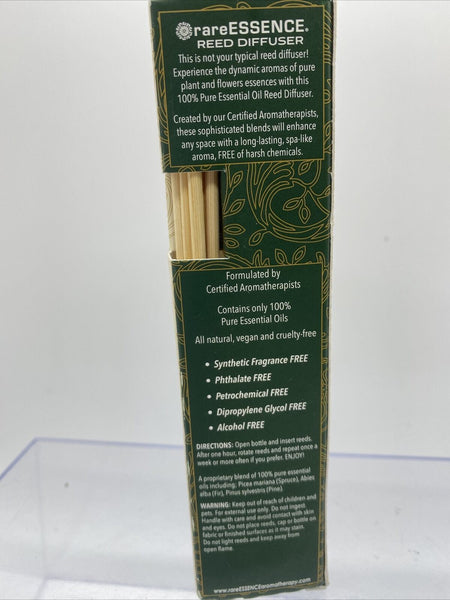 rareESSENCE®
REED DIFFUSER
This is not your typical reed diffuser!
Experience the dynamic aromas of pure
plant and flowers essences with this
100% Pure Essential Oil Reed Diffuser.
Created by our Certified Aromatherapists,
these sophisticated blends will enhance
any space with a long-lasting, spa-like
aroma, FREE of harsh chemicals.
Formulated by
Certified Aromatherapists
Contains only 100%
Pure Essential Oils
All natural, vegan and cruelty-free
• Synthetic Fragrance FREE
• Phthalate FREE
• Petrochemical FREE
• Dipropylene Glycol FREE
• Alcohol FREE
DIRECTIONS: Open bottle and insert reeds.
After one hour, rotate reeds and repeat once a
week or more often if you prefer. ENJOY!
A proprietary blend of 100% pure essential
oils including: Picea mariana (Spruce), Abies
alba (Fir), Pinus sylvestris (Pine).
WARNING: Keep out of reach of children and
pets. For external use only. Do not ingest
Handle with care and avoid contact with skin
and eyes. Do not place reeds, cap or bottle on
fabric or finished surfaces as it may stain.
Do not light reeds and keep away from
open flame.
www.rareESSENCEaromatherapy.com